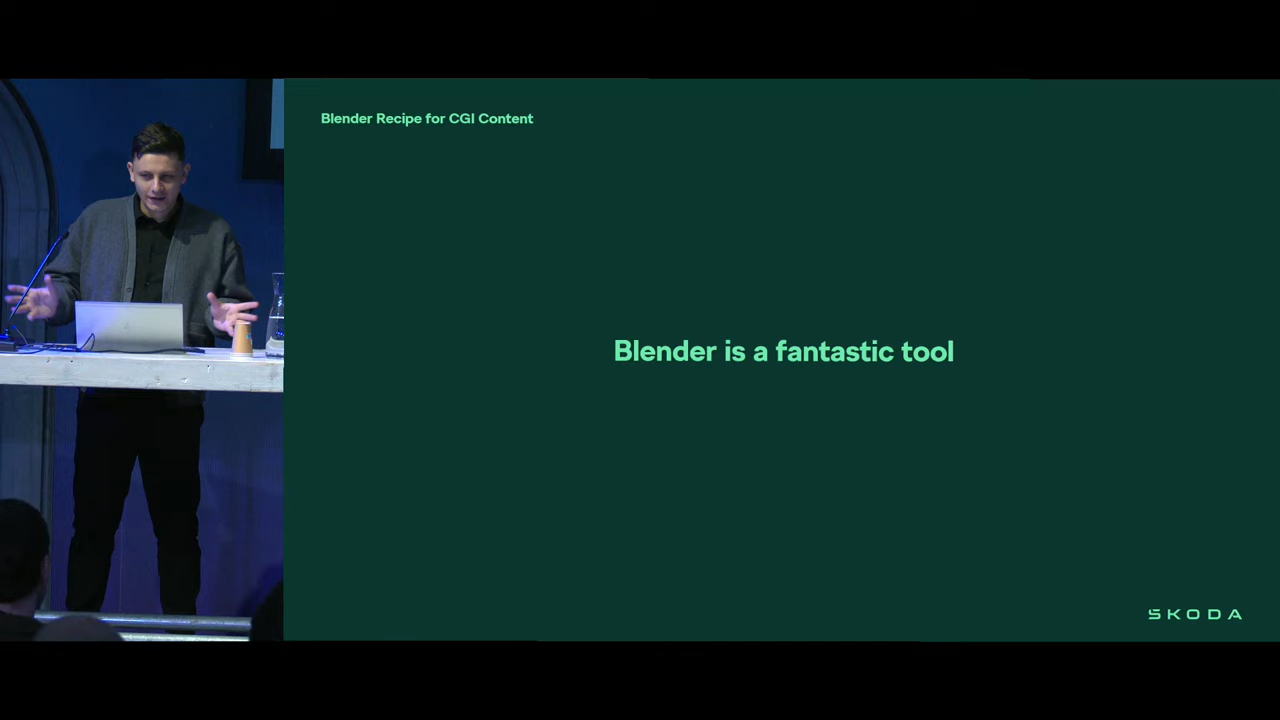 Blender Recipe for CGI Content
Blender is a fantastic tool
SKODA